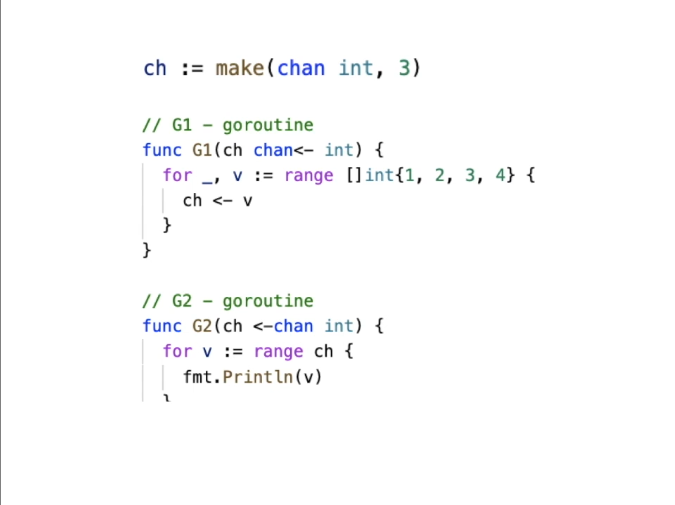 ch := make(chan int, 3)
// G1 – goroutine
func G1(ch chan<- int) {
for _, v := range []int{1, 2, 3, 4} {
ch <- v
}
}
// G2 – goroutine
func G2(ch <-chan int) {
for v := range ch {
fmt.Println(v)